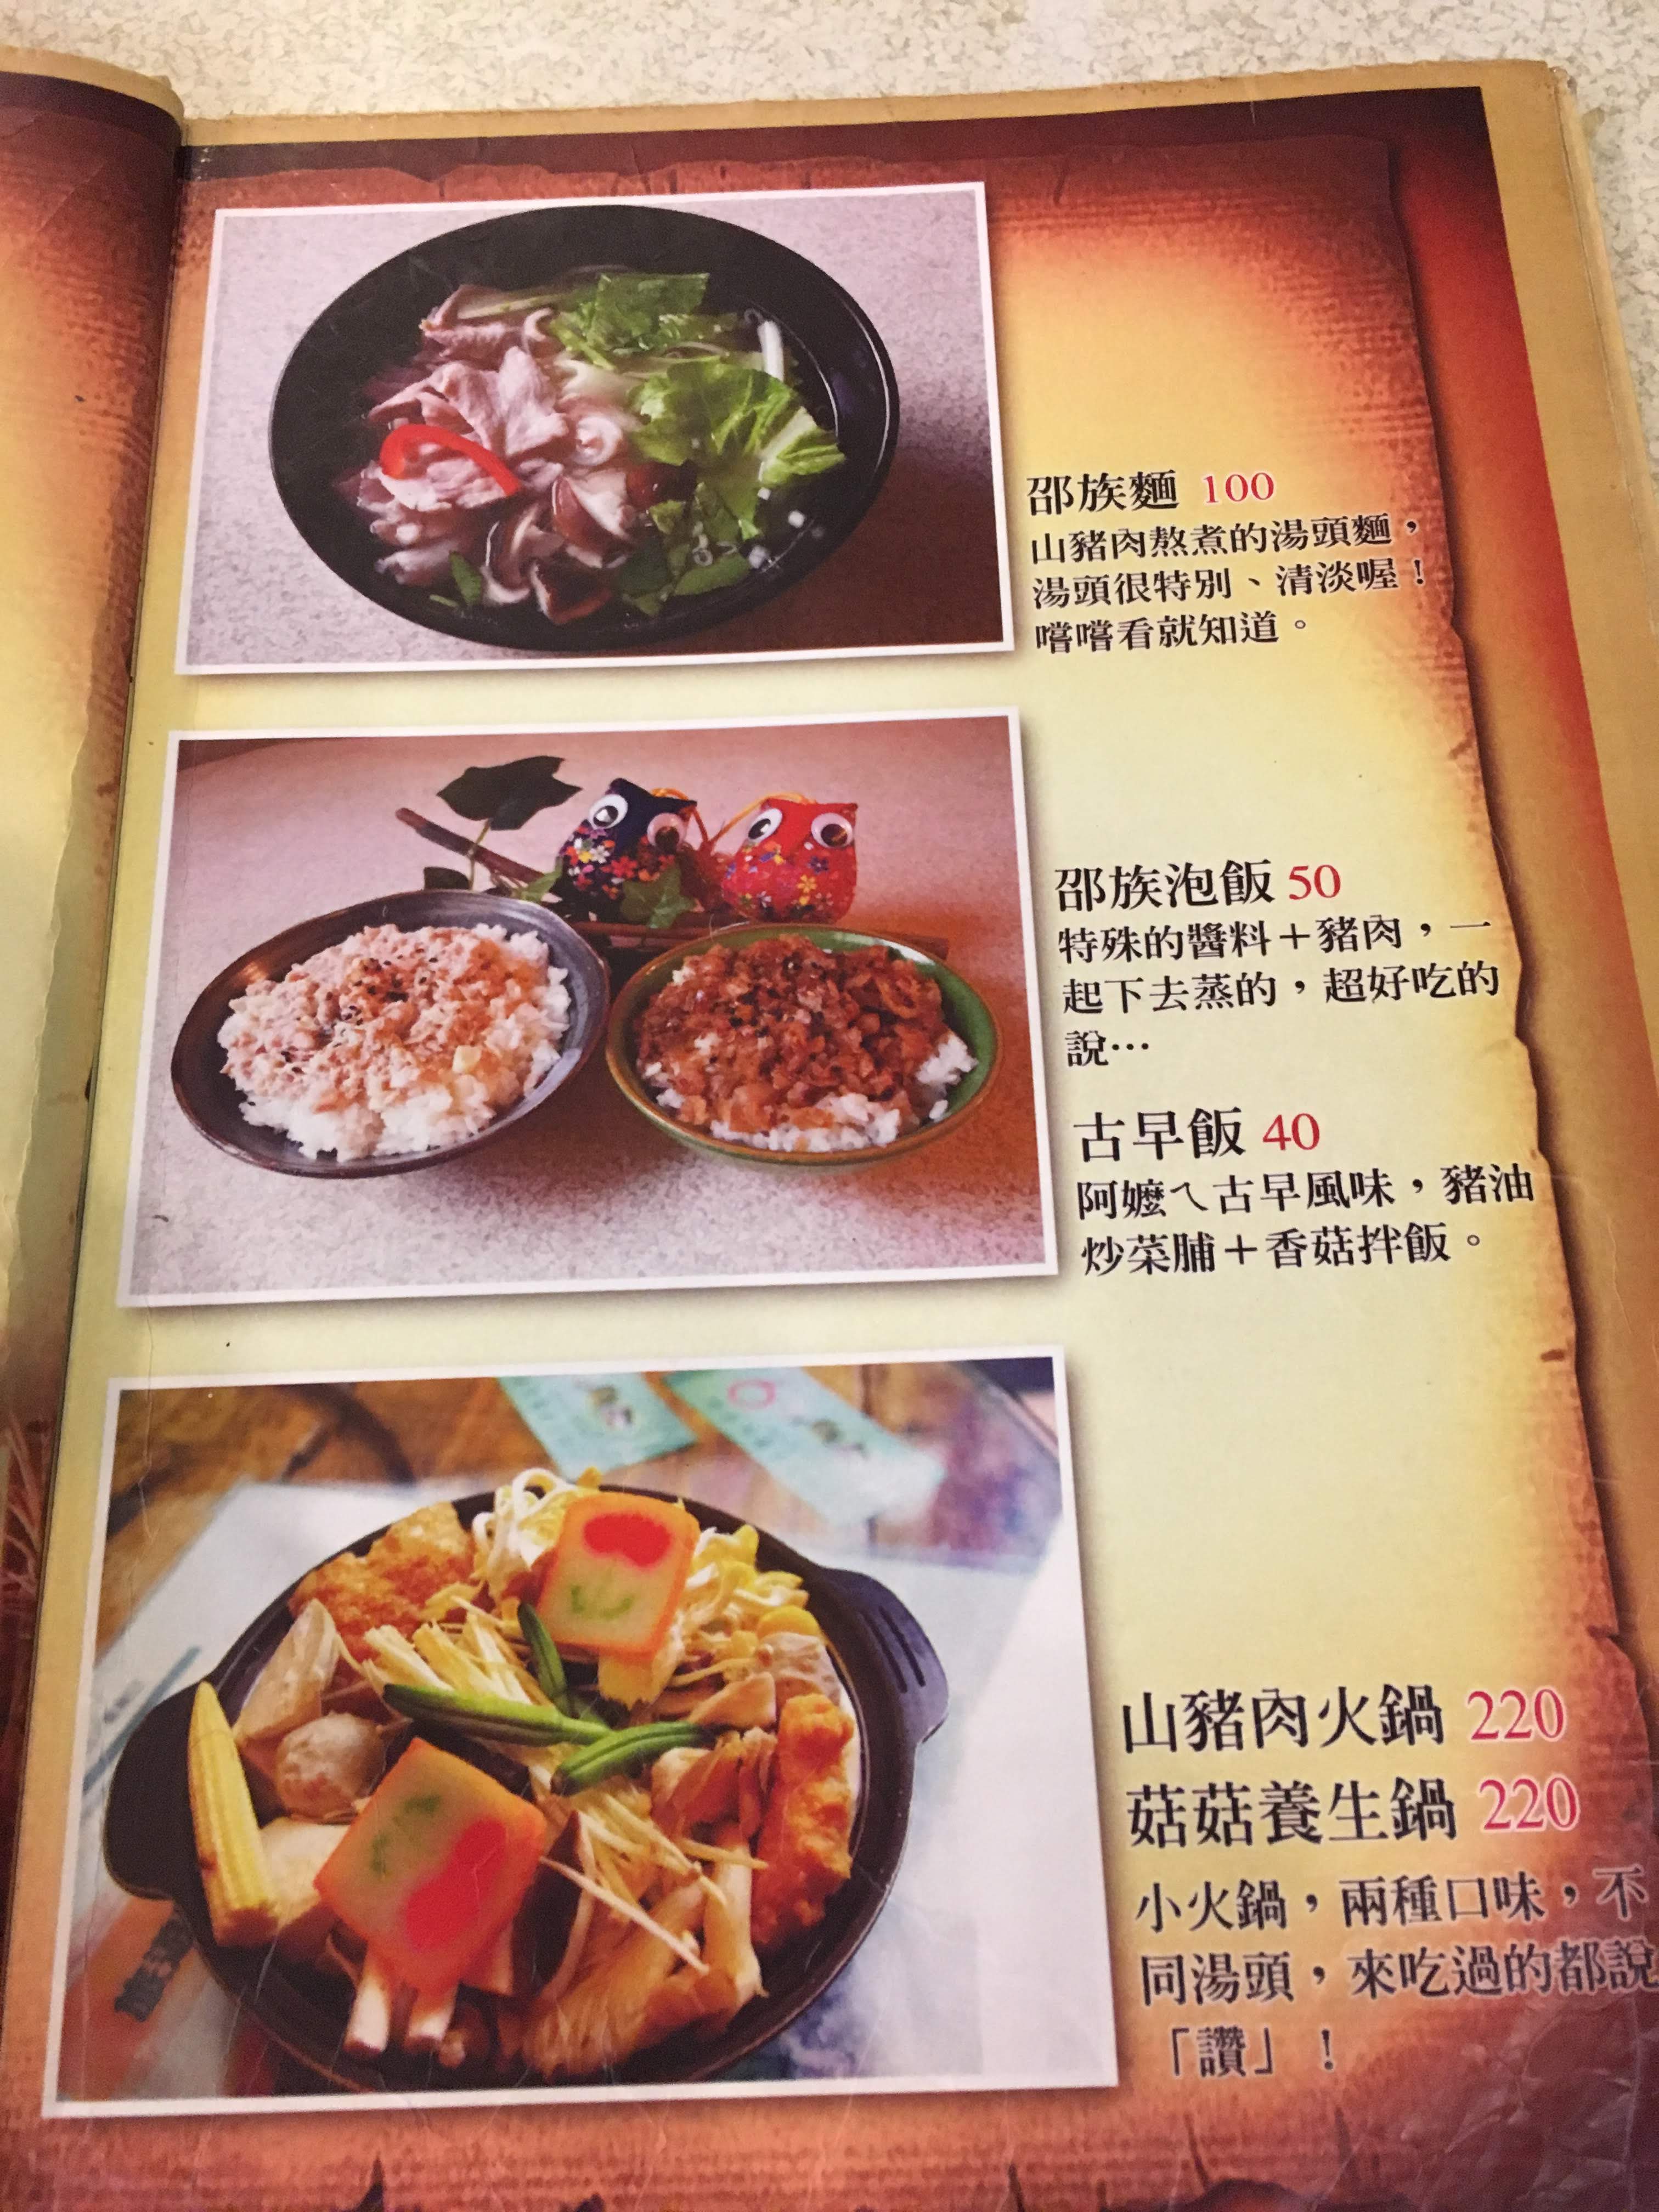 邵族麵 100
山豬肉熬煮的湯頭麵，
湯頭很特別、清淡喔！
嚐嚐看就知道。
邵族泡飯 50
特殊的醬料＋豬肉，一
起下去蒸的，超好吃的
說…
古早飯 40
阿嬤ㄟ古早風味，豬油
炒菜脯＋香菇拌飯。
山豬肉火鍋 220
菇菇養生鍋 220
小火鍋，兩種口味，不
同湯頭，來吃過的都說
「讚」！